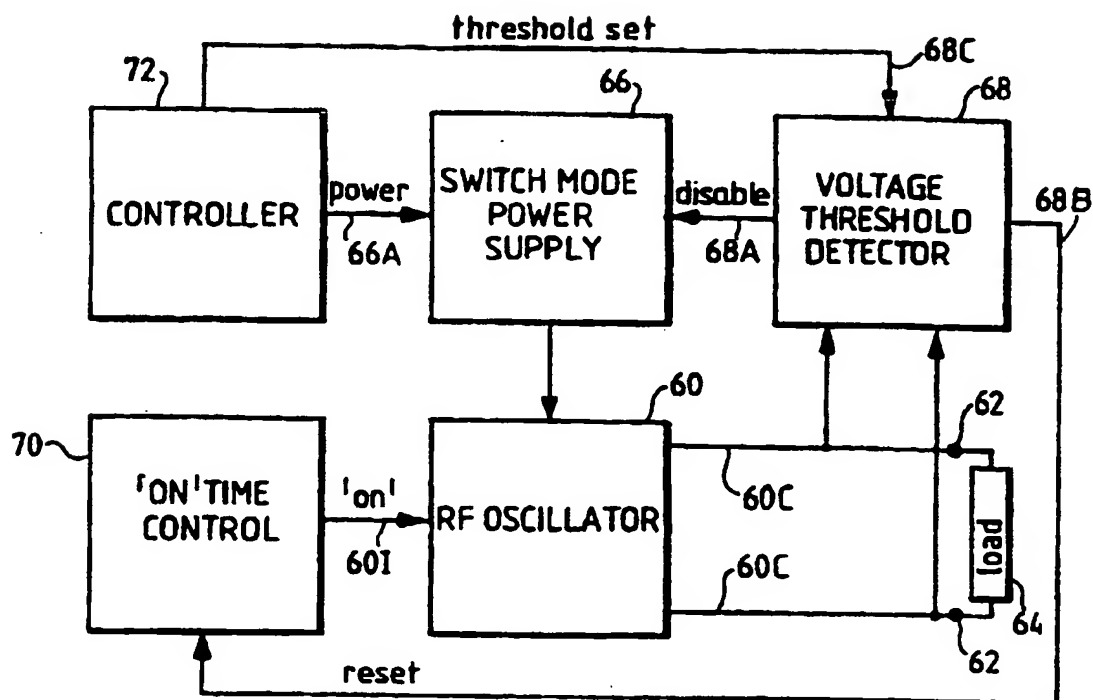 threshold set
68C
72
66
68
CONTROLLER
power
66A
SWITCH MODE
POWER
SUPPLY
disable
68A
VOLTAGE
THRESHOLD
DETECTOR
68B
60
62
70
'ON' TIME
CONTROL
'on'
60I
RF OSCILLATOR
60C
60C
load
64
62
reset